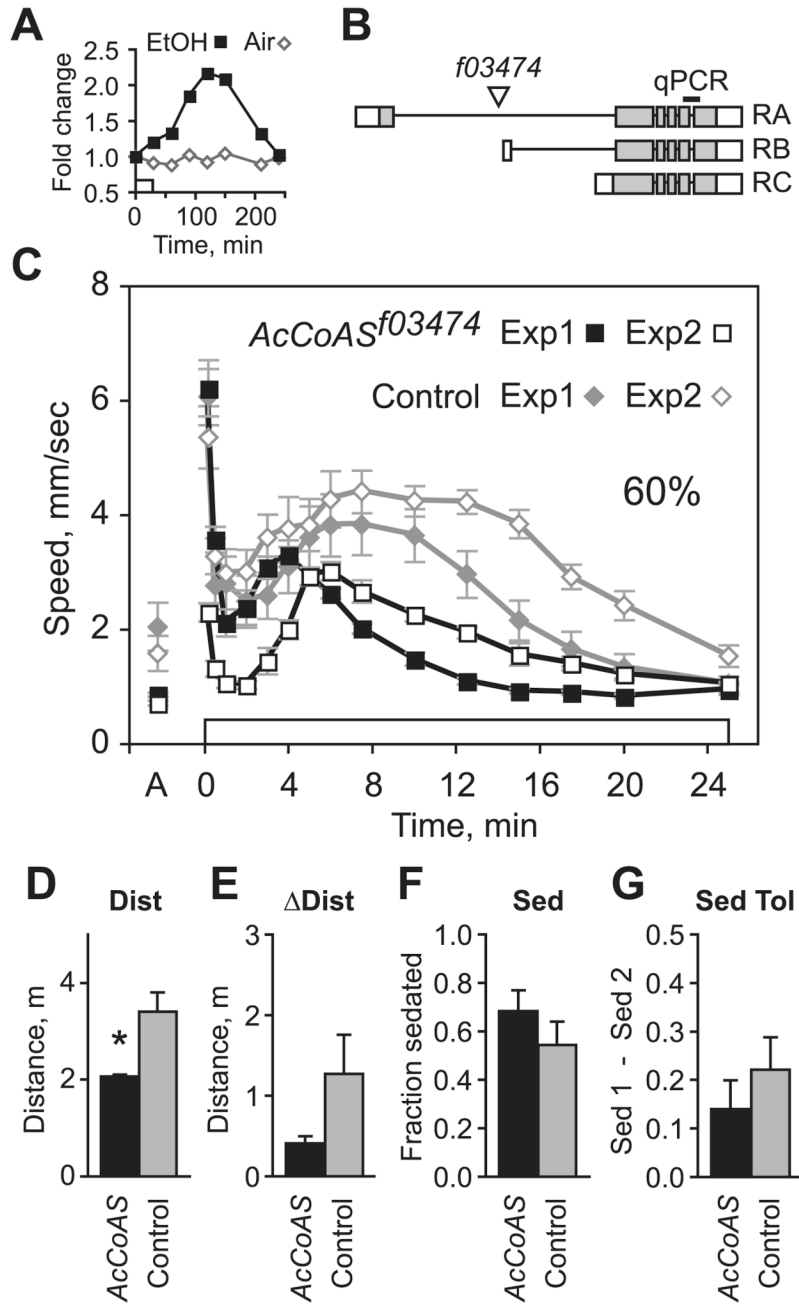 A
EtOH Air
Fold change
2.5
2.0
1.5
1.0
0.5
0 100 200
Time, min
B
f03474
qPCR
RA
RB
RC
C
AcCoAS f03474 Exp1 Exp2
Control Exp1 Exp2
60%
Speed, mm/sec
8
6
4
2
0
A 0 4 8 12 16 20 24
Time, min
D
Dist
Distance, m
4
2
0
*
AcCoAS
Control
E
ΔDist
Distance, m
3
2
1
0
AcCoAS
Control
F
Sed
Fraction sedated
1.0
0.8
0.6
0.4
0.2
0.0
AcCoAS
Control
G
Sed Tol
Sed 1 - Sed 2
0.5
0.4
0.3
0.2
0.1
0.0
AcCoAS
Control